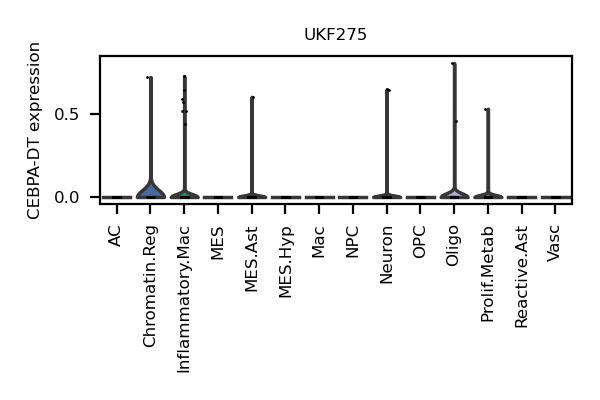 UKF275
CEBPA-DT expression
0.5
0.0
AC
Chromatin.Reg
Inflammatory.Mac
MES
MES.Ast
MES.Hyp
Mac
NPC
Neuron
OPC
Oligo
Prolif.Metab
Reactive.Ast
Vasc